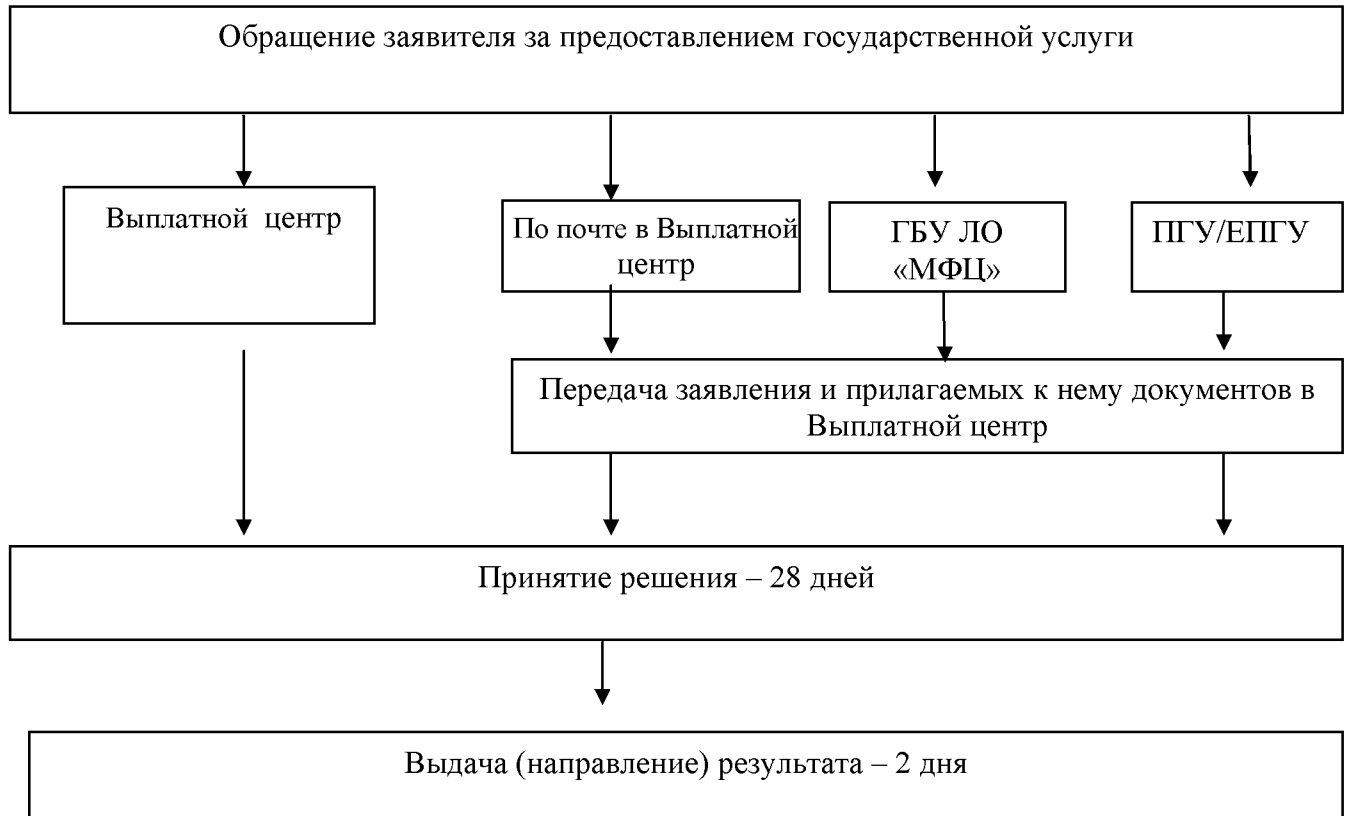 Обращение заявителя за предоставлением государственной услуги
Выплатной центр
По почте в Выплатной
центр
ГБУ ЛО
«МФЦ»
ПГУ/ЕПГУ
Передача заявления и прилагаемых к нему документов в
Выплатной центр
Принятие решения – 28 дней
Выдача (направление) результата – 2 дня